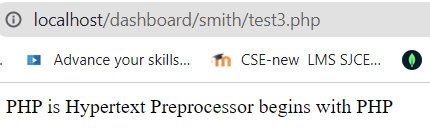 localhost/dashboard/smith/test3.php
Advance your skills... CSE-new LMS SJCE...
PHP is Hypertext Preprocessor begins with PHP